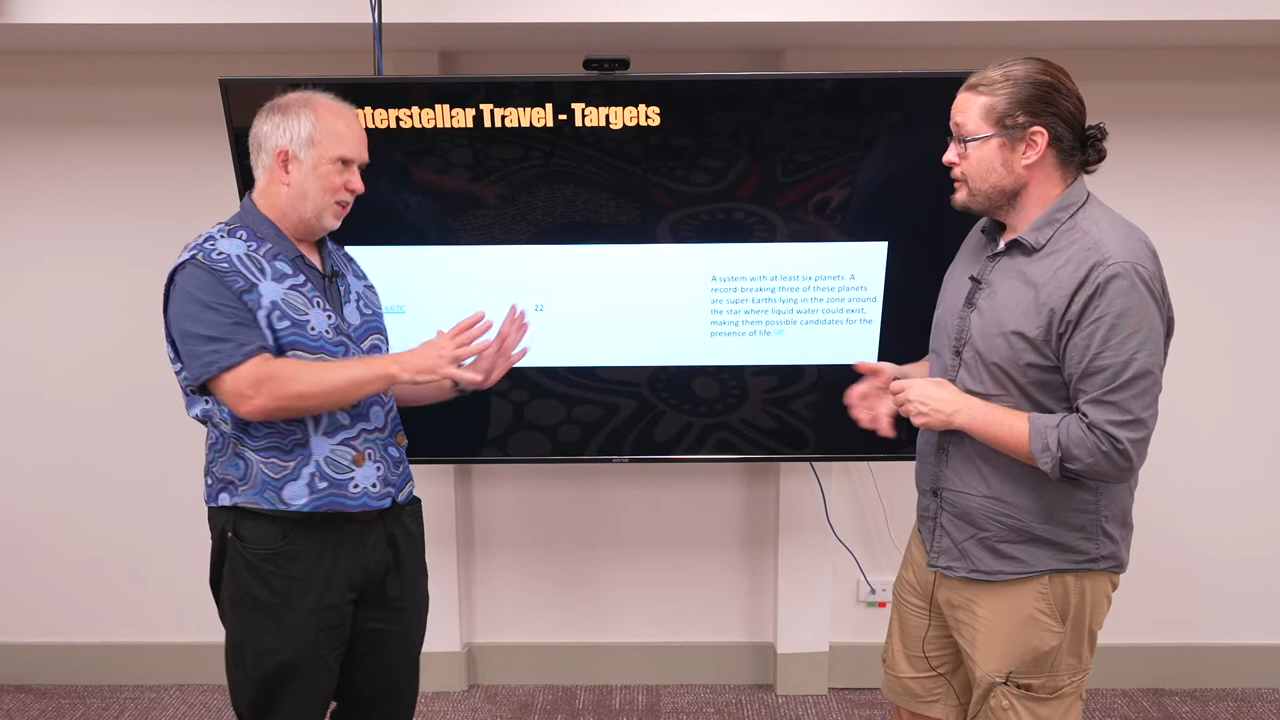 nterstellar Travel - Targets
A system with at least six planets. A
record-breaking three of these planets
are super-Earths lying in the zone around
667C
22
the star where liquid water could exist,
making them possible candidates for the
presence of life.